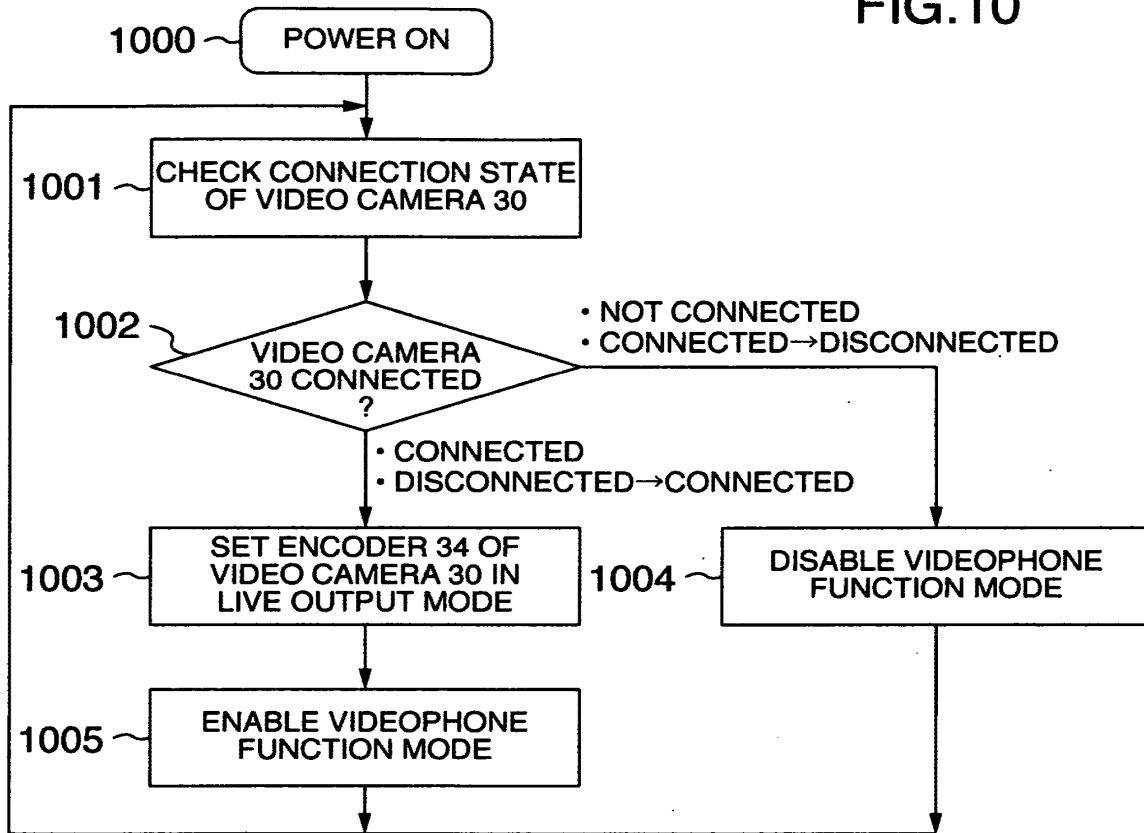 FIG.10
1000
POWER ON
1001
CHECK CONNECTION STATE
OF VIDEO CAMERA 30
1002
VIDEO CAMERA
30 CONNECTED
?
• NOT CONNECTED
• CONNECTED→DISCONNECTED
• CONNECTED
• DISCONNECTED→CONNECTED
1003
SET ENCODER 34 OF
VIDEO CAMERA 30 IN
LIVE OUTPUT MODE
1004
DISABLE VIDEOPHONE
FUNCTION MODE
1005
ENABLE VIDEOPHONE
FUNCTION MODE